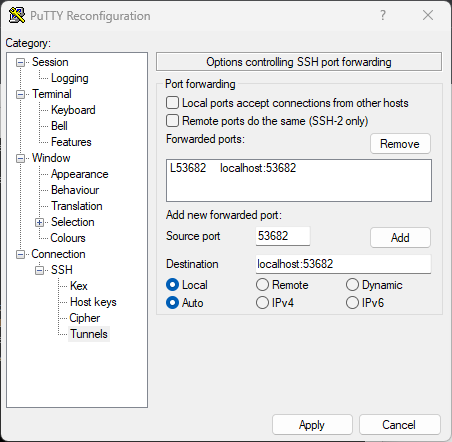 PuTTY Reconfiguration
?
Category:
Session
Logging
Terminal
Keyboard
Bell
Features
Window
Appearance
Behaviour
Translation
Selection
Colours
Connection
SSH
Kex
Host keys
Cipher
Tunnels
Options controlling SSH port forwarding
Port forwarding
Local ports accept connections from other hosts
Remote ports do the same (SSH-2 only)
Forwarded ports:
Remove
L53682 localhost:53682
Add new forwarded port:
Source port 53682 Add
Destination localhost:53682
Local Remote Dynamic
Auto IPv4 IPv6
Apply Cancel